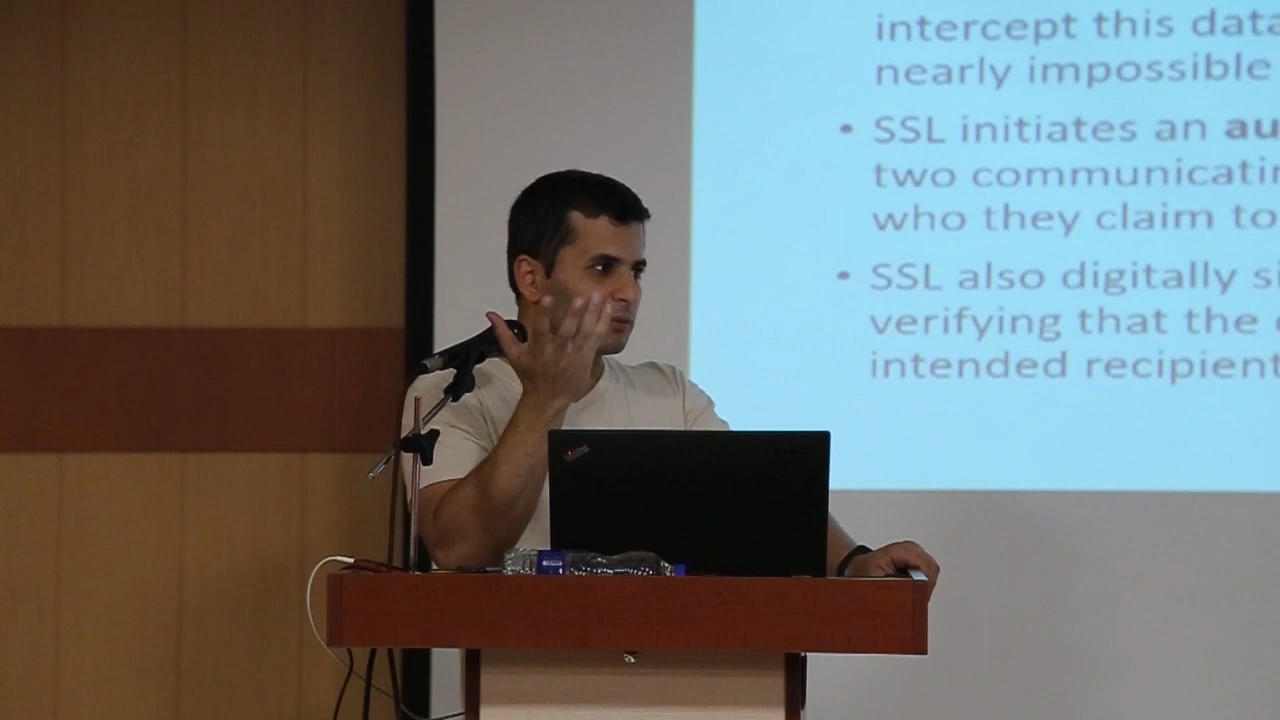 intercept this data
nearly impossible
• SSL initiates an au
two communicatin
who they claim to
• SSL also digitally si
verifying that the
intended recipient